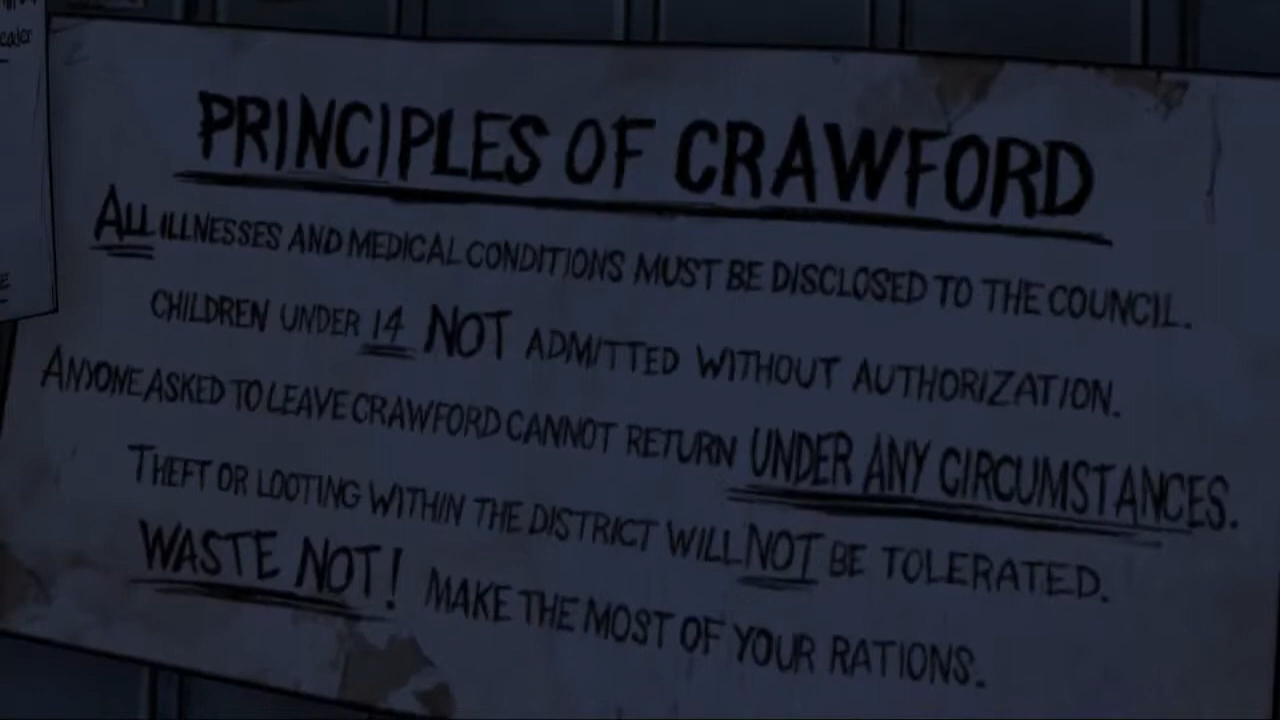 PRINCIPLES OF CRAWFORD
ALL ILLNESSES AND MEDICAL CONDITIONS MUST BE DISCLOSED TO THE COUNCIL.
CHILDREN UNDER 14 NOT ADMITTED WITHOUT AUTHORIZATION.
ANYONE ASKED TO LEAVE CRAWFORD CANNOT RETURN UNDER ANY CIRCUMSTANCES.
THEFT OR LOOTING WITHIN THE DISTRICT WILL NOT BE TOLERATED.
WASTE NOT! MAKE THE MOST OF YOUR RATIONS.